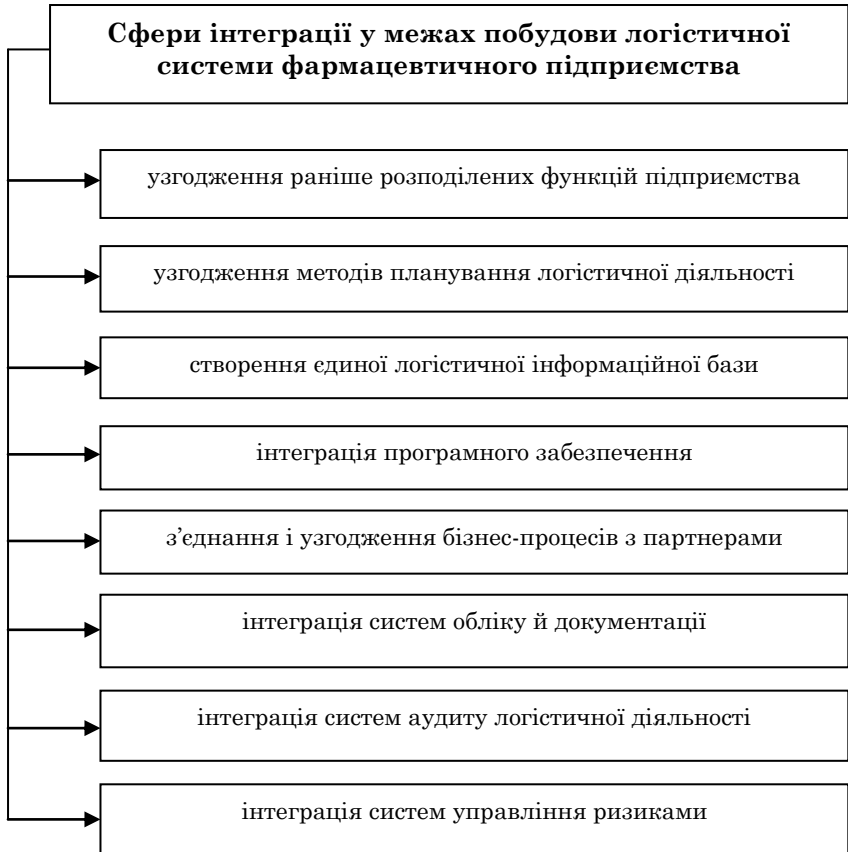 Сфери інтеграції у межах побудови логістичної
системи фармацевтичного підприємства
узгодження раніше розподілених функцій підприємства
узгодження методів планування логістичної діяльності
створення єдиної логістичної інформаційної бази
інтеграція програмного забезпечення
з’єднання і узгодження бізнес-процесів з партнерами
інтеграція систем обліку й документації
інтеграція систем аудиту логістичної діяльності
інтеграція систем управління ризиками